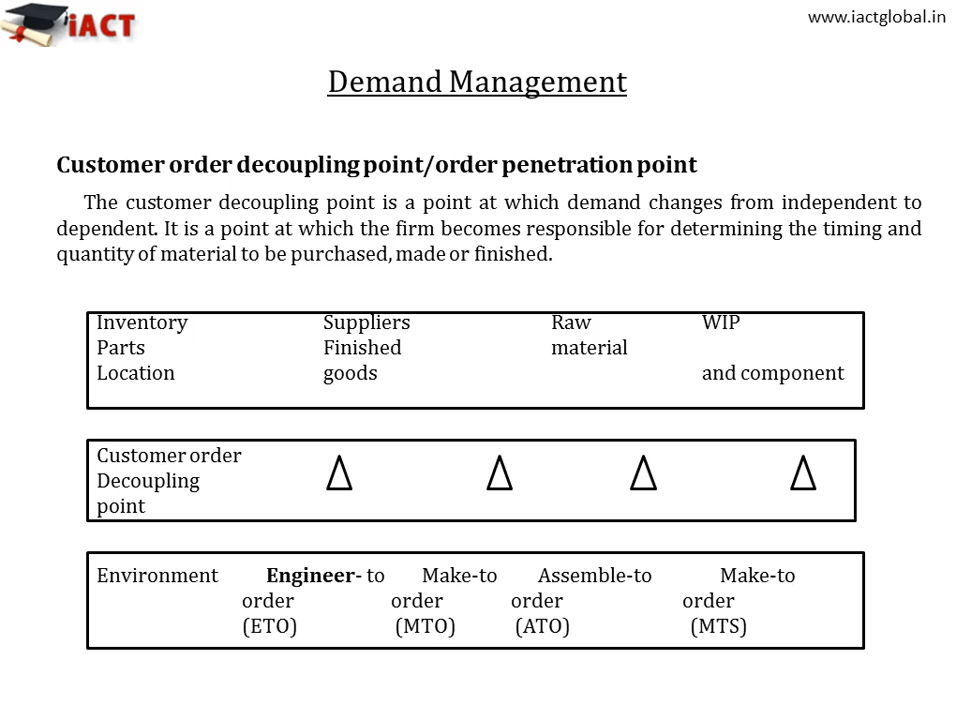 iACT
www.iactglobal.in
Demand Management
Customer order decoupling point/order penetration point
The customer decoupling point is a point at which demand changes from independent to
dependent. It is a point at which the firm becomes responsible for determining the timing and
quantity of material to be purchased, made or finished.
Inventory Suppliers Raw WIP
Parts Finished material
Location goods and component
Customer order
Decoupling
point
Environment Engineer- to Make-to Assemble-to Make-to
order order order order
(ETO) (MTO) (ATO) (MTS)